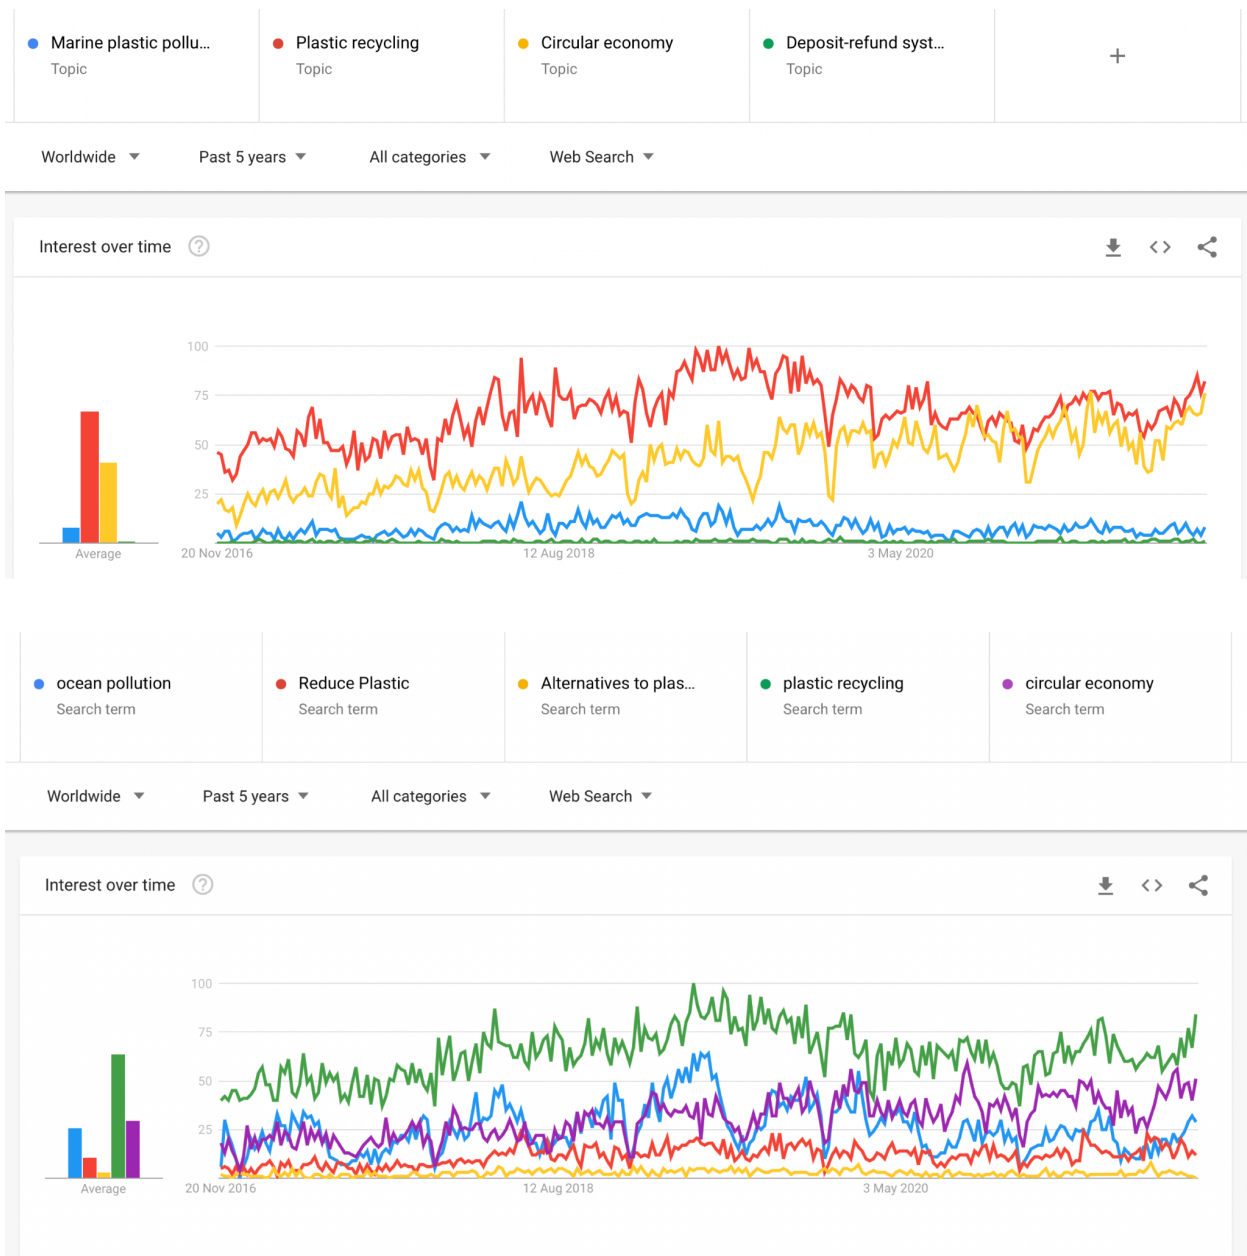 Marine plastic pollu... Plastic recycling Circular economy Deposit-refund syst...
Topic Topic Topic Topic
+
Worldwide Past 5 years All categories Web Search
Interest over time ?
100
75
50
25
Average 20 Nov 2016 12 Aug 2018 3 May 2020
ocean pollution Reduce Plastic Alternatives to plas... plastic recycling circular economy
Search term Search term Search term Search term Search term
Worldwide Past 5 years All categories Web Search
Interest over time ?
100
75
50
25
Average 20 Nov 2016 12 Aug 2018 3 May 2020